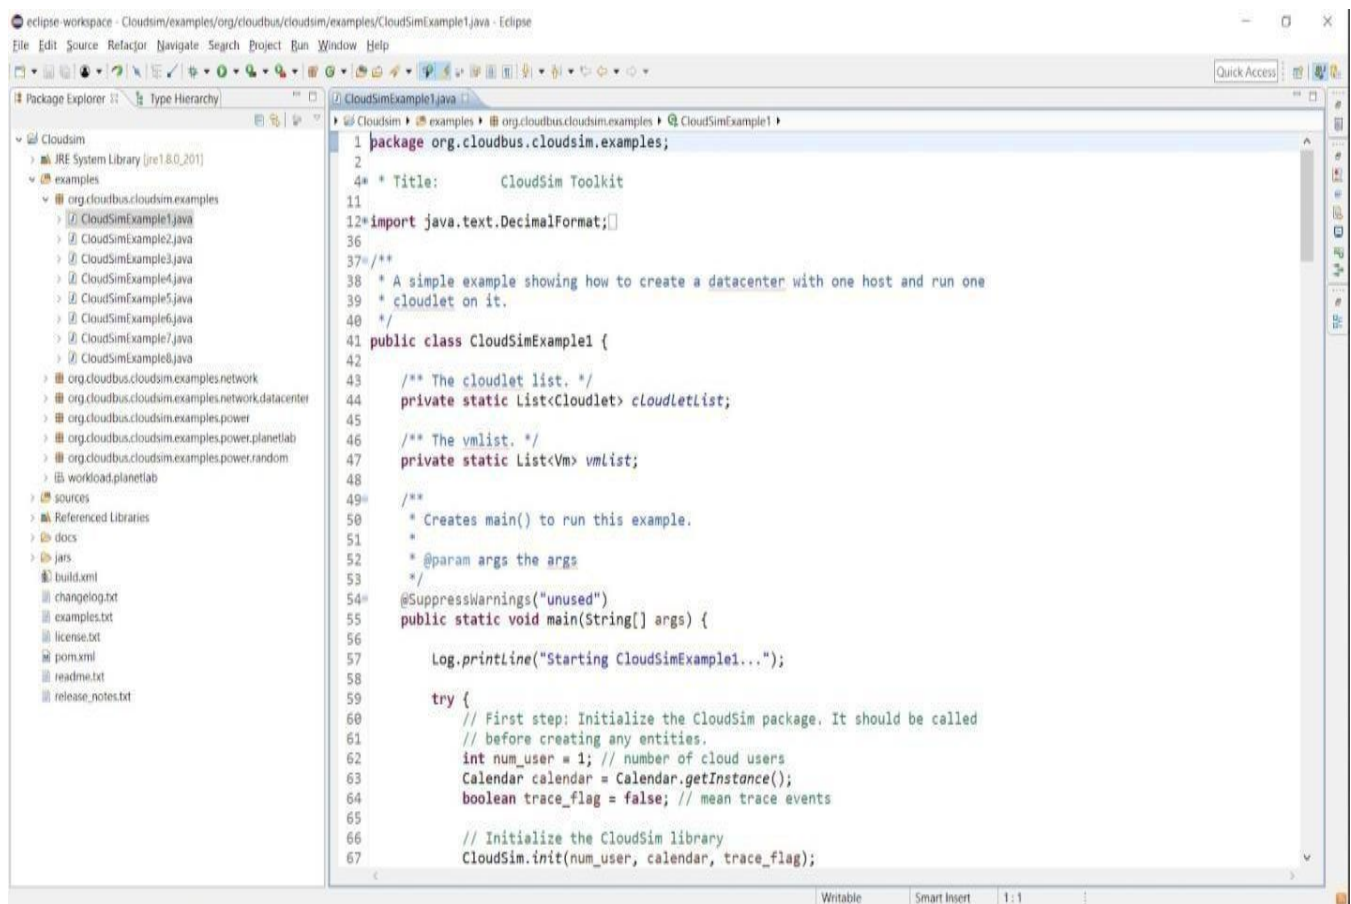 eclipse-workspace - Cloudsim/examples/org/cloudbus/cloudsim/examples/CloudSimExample1.java - Eclipse
File Edit Source Refactor Navigate Search Project Run Window Help
Quick Access
Package Explorer Type Hierarchy
Cloudsim
JRE System Library [jre1.8.0_201]
examples
org.cloudbus.cloudsim.examples
CloudSimExample1.java
CloudSimExample2.java
CloudSimExample3.java
CloudSimExample4.java
CloudSimExample5.java
CloudSimExample6.java
CloudSimExample7.java
CloudSimExample8.java
org.cloudbus.cloudsim.examples.network
org.cloudbus.cloudsim.examples.network.datacenter
org.cloudbus.cloudsim.examples.power
org.cloudbus.cloudsim.examples.power.planetlab
org.cloudbus.cloudsim.examples.power.random
workload.planetlab
sources
Referenced Libraries
docs
jars
build.xml
changelog.txt
examples.txt
license.txt
pom.xml
readme.txt
release_notes.txt
CloudSimExample1.java
Cloudsim examples org.cloudbus.cloudsim.examples CloudSimExample1
1 package org.cloudbus.cloudsim.examples;
2
4 * Title: CloudSim Toolkit
11
12 import java.text.DecimalFormat;
36
37 /**
38 * A simple example showing how to create a datacenter with one host and run one
39 * cloudlet on it.
40 */
41 public class CloudSimExample1 {
42
43 /** The cloudlet list. */
44 private static List<Cloudlet> cloudletList;
45
46 /** The vmlist. */
47 private static List<Vm> vmlist;
48
49 /**
50 * Creates main() to run this example.
51 *
52 * @param args the args
53 */
54 @SuppressWarnings("unused")
55 public static void main(String[] args) {
56
57 Log.printLine("Starting CloudSimExample1...");
58
59 try {
60 // First step: Initialize the CloudSim package. It should be called
61 // before creating any entities.
62 int num_user = 1; // number of cloud users
63 Calendar calendar = Calendar.getInstance();
64 boolean trace_flag = false; // mean trace events
65
66 // Initialize the CloudSim library
67 CloudSim.init(num_user, calendar, trace_flag);
Writable Smart Insert 1 : 1